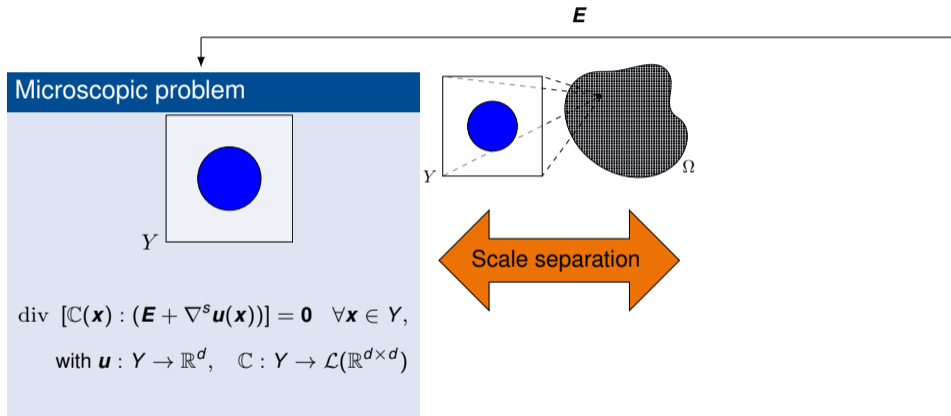 E
Microscopic problem
Y
Y
Ω
Scale separation
div [ℂ(x) : (E + ∇ˢu(x))] = 0 ∀x ∈ Y,
with u : Y → ℝᵈ, ℂ : Y → ℒ(ℝᵈˣᵈ)